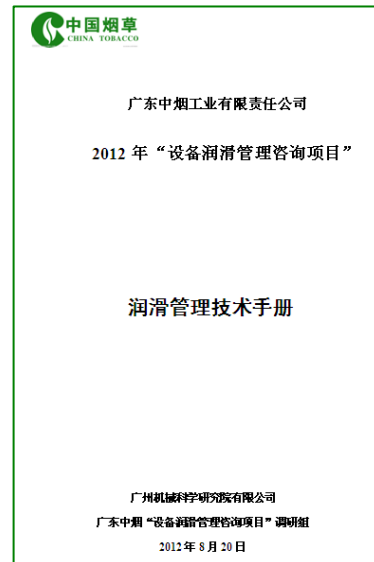 中国烟草
CHINA TOBACCO
广东中烟工业有限责任公司
2012 年“设备润滑管理咨询项目”
润滑管理技术手册
广州机械科学研究院有限公司
广东中烟“设备润滑管理咨询项目”调研组
2012 年 8 月 20 日